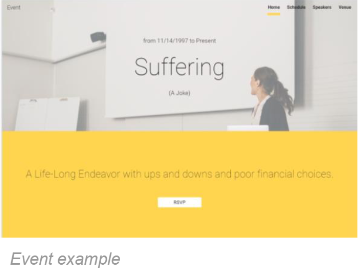 Event
Home Schedule Speakers Venue
from 11/14/1997 to Present
Suffering
(A Joke)
A Life-Long Endeavor with ups and downs and poor financial choices.
RSVP
Event example